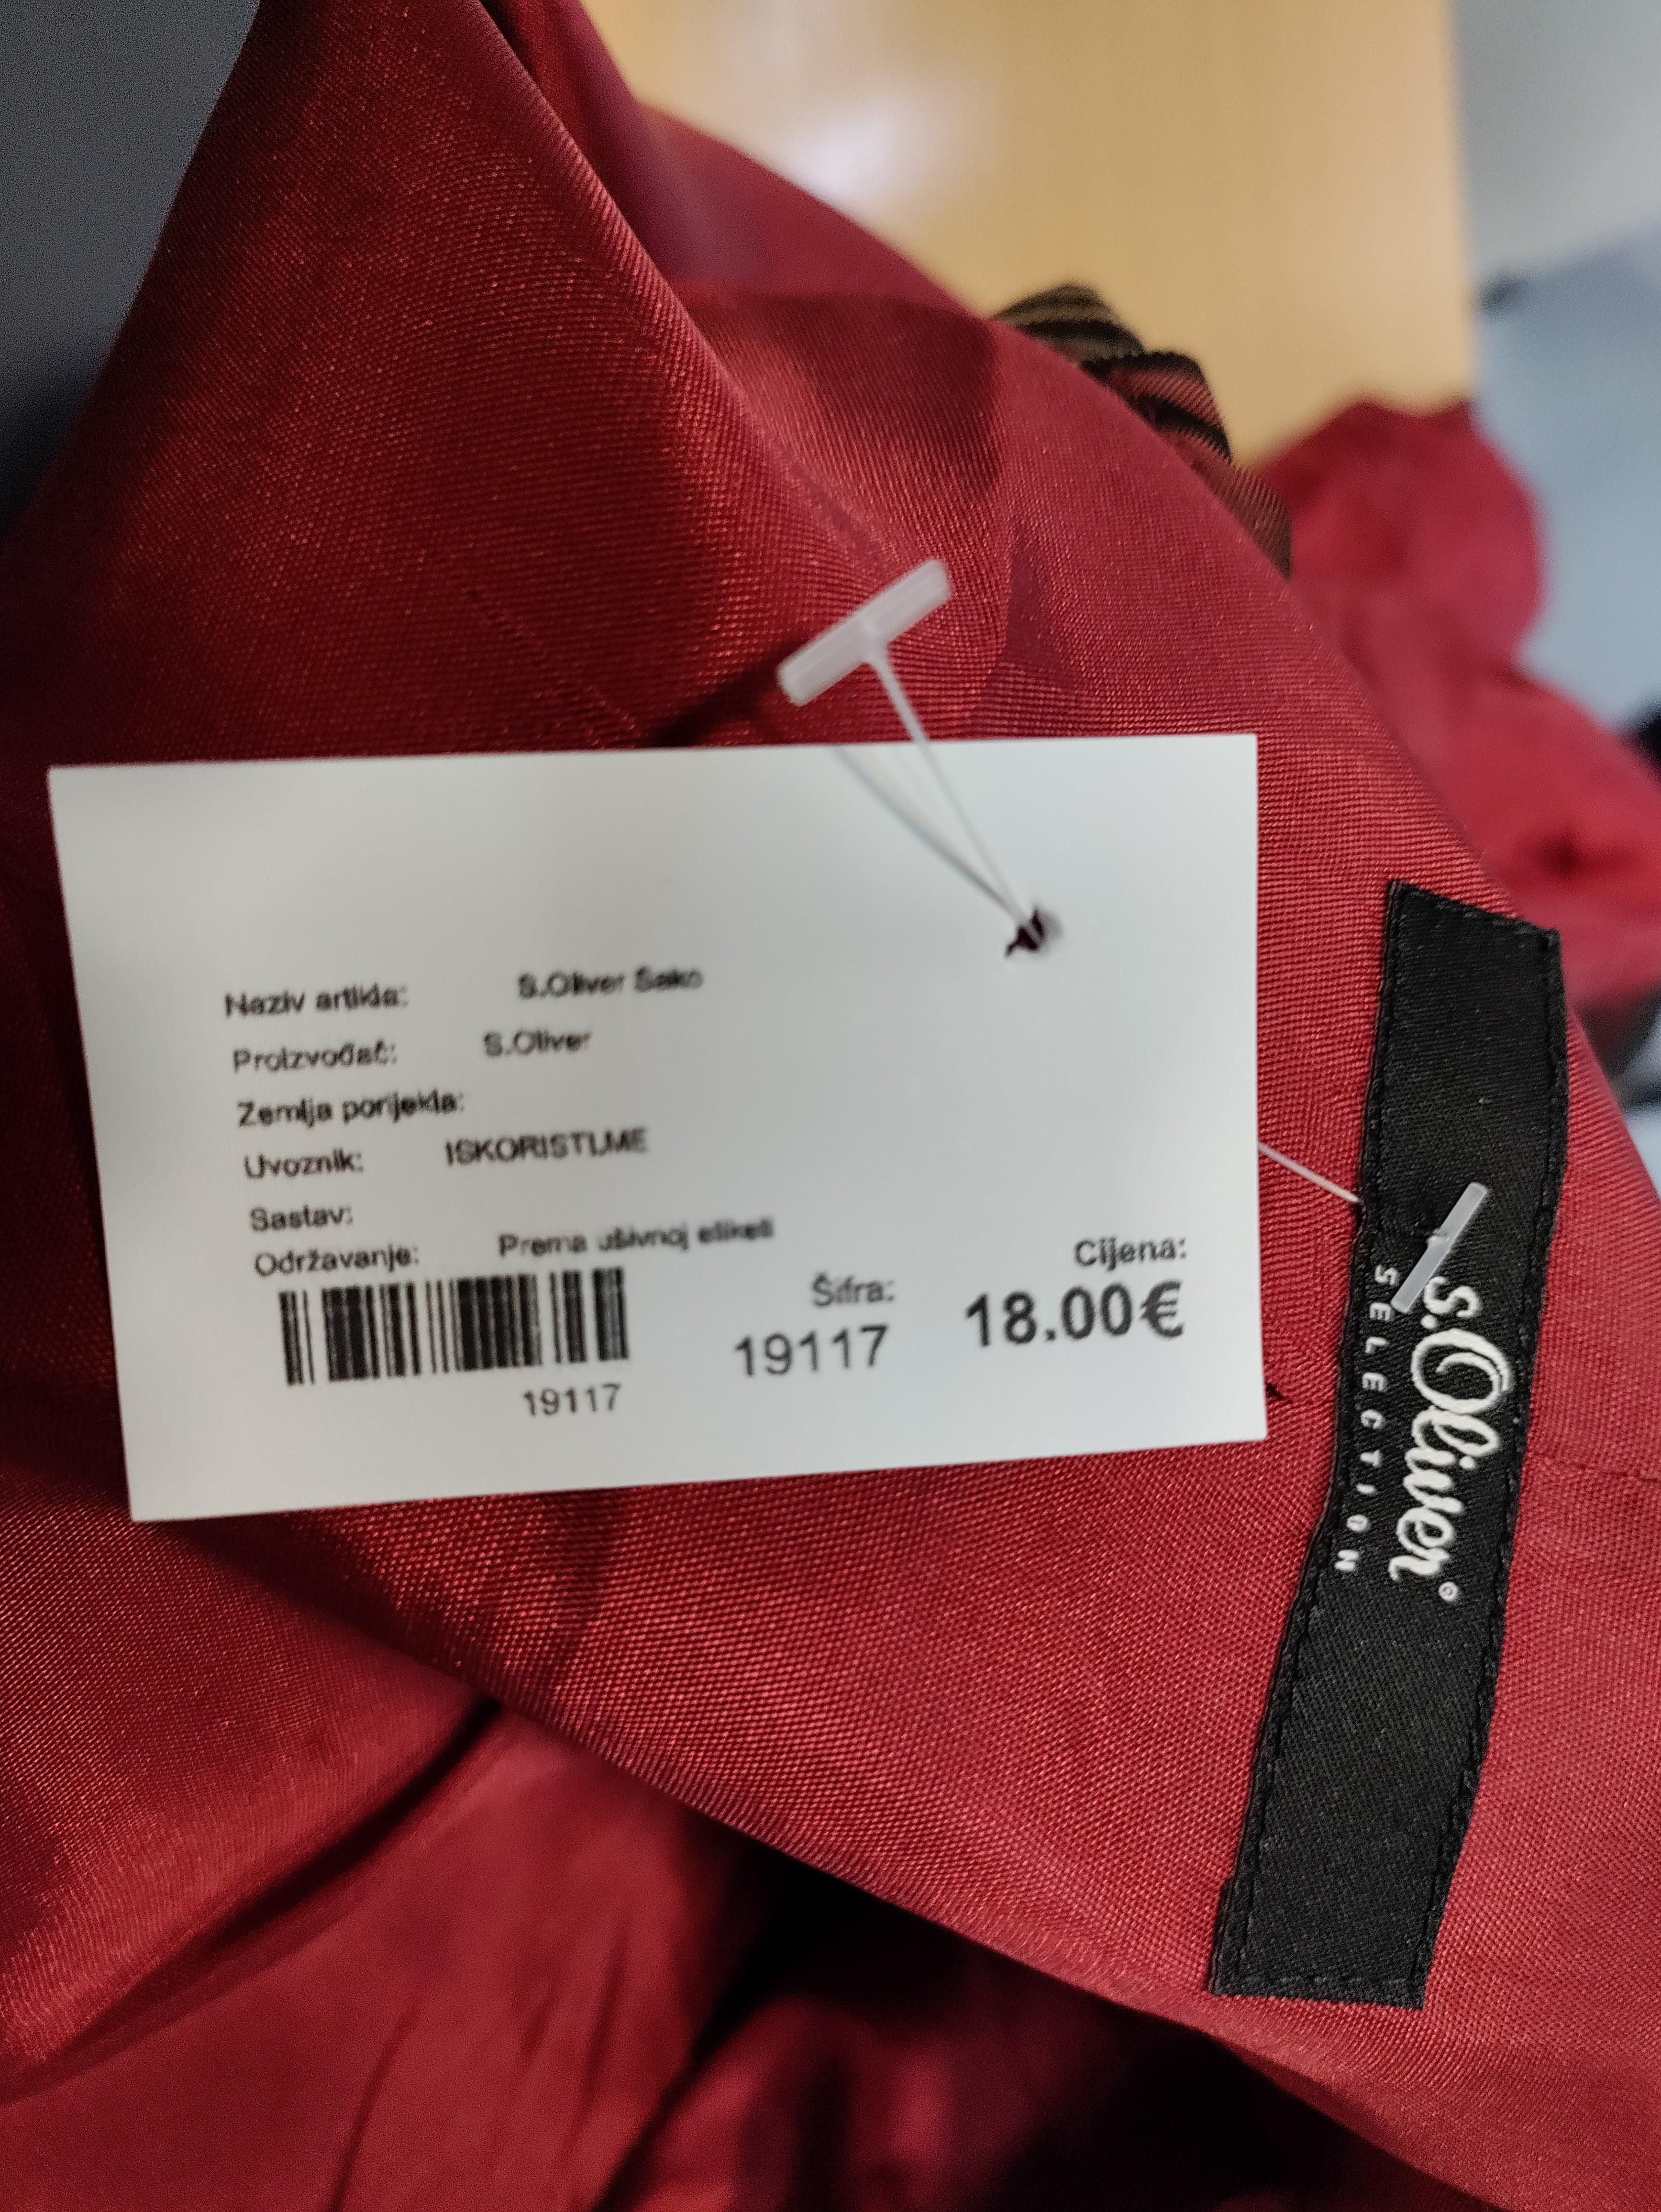 Naziv artikla: S.Oliver Sako
Proizvođač: S.Oliver
Zemlja porijekla:
Uvoznik: ISKORISTI.ME
Sastav:
Održavanje: Prema ušivnoj etiketi
19117
Šifra:
19117
Cijena:
18.00€
s.Oliver®
SELECTION